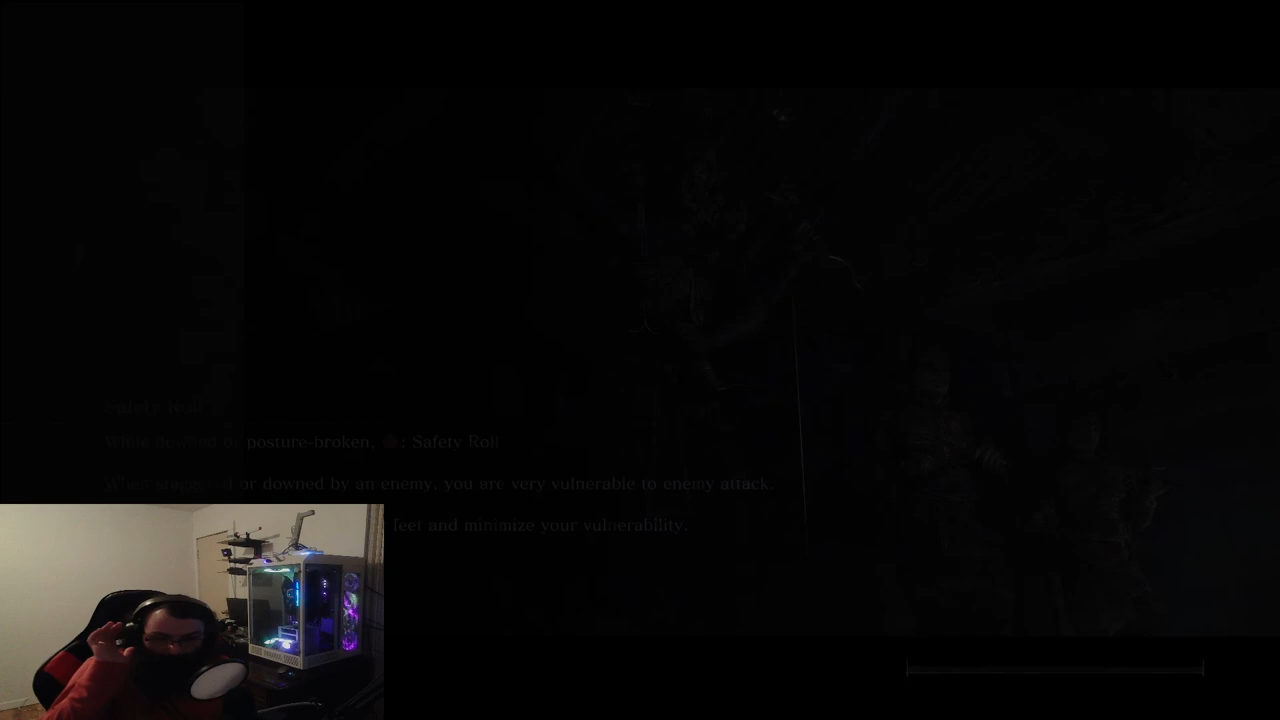 Safety Roll
While downed or posture-broken, : Safety Roll
When staggered or downed by an enemy, you are very vulnerable to enemy attack.
feet and minimize your vulnerability.